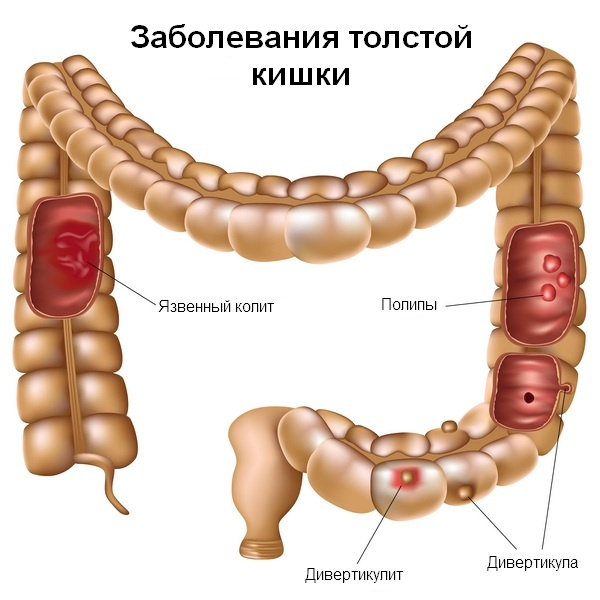 Заболевания толстой
кишки
Язвенный колит
Полипы
Дивертикулит
Дивертикула